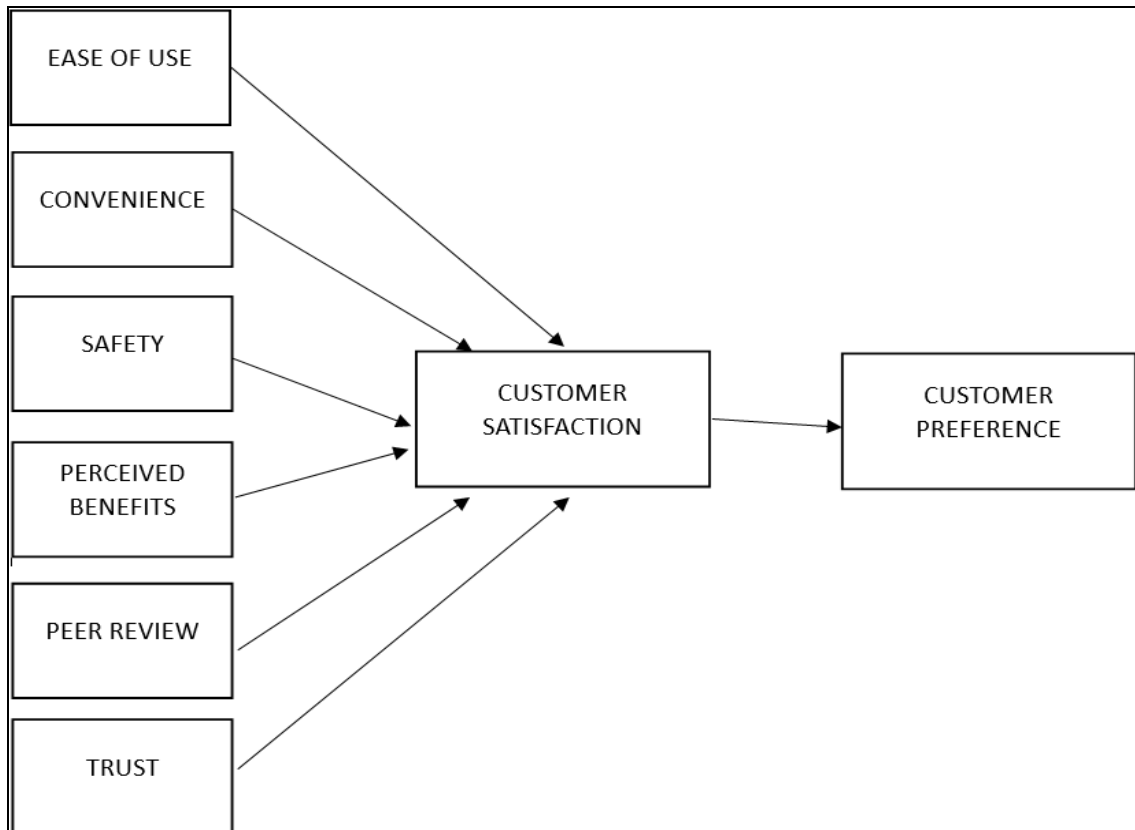 EASE OF USE
CONVENIENCE
SAFETY
PERCEIVED
BENEFITS
PEER REVIEW
TRUST
CUSTOMER
SATISFACTION
CUSTOMER
PREFERENCE